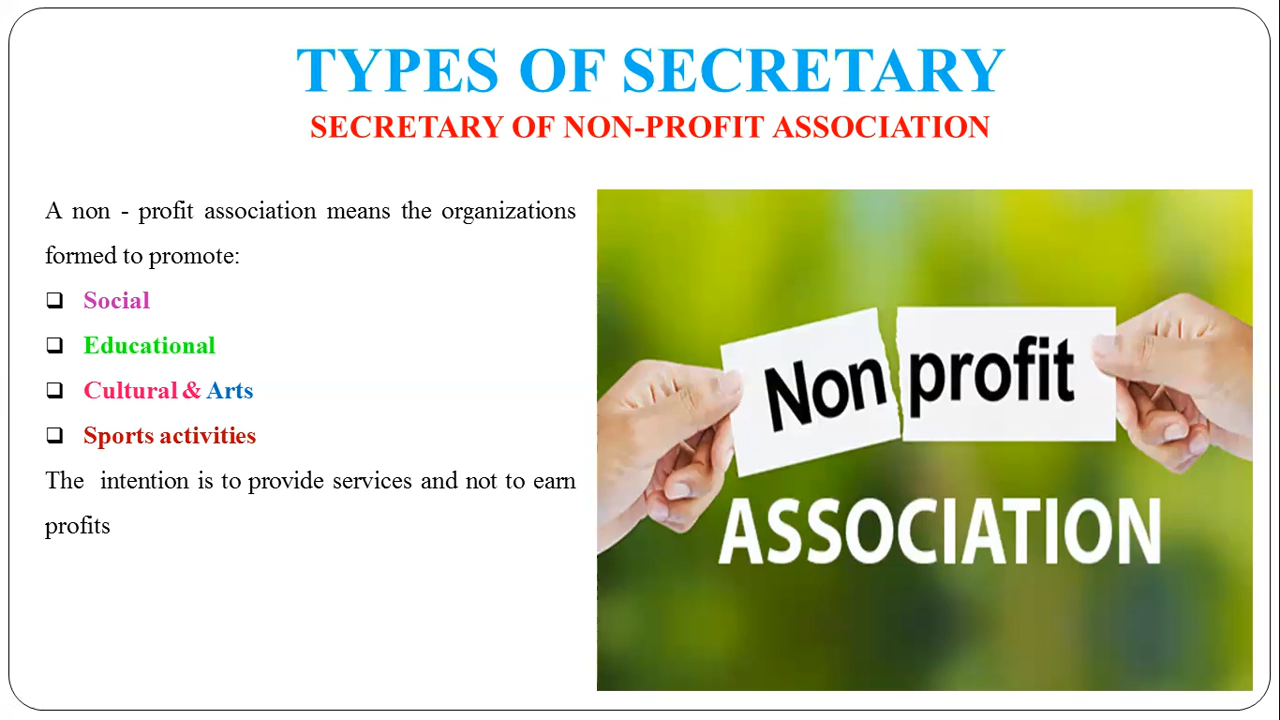 TYPES OF SECRETARY
SECRETARY OF NON-PROFIT ASSOCIATION
A non - profit association means the organizations
formed to promote:
Social
Educational
Cultural & Arts
Sports activities
The intention is to provide services and not to earn
profits
Non profit
ASSOCIATION